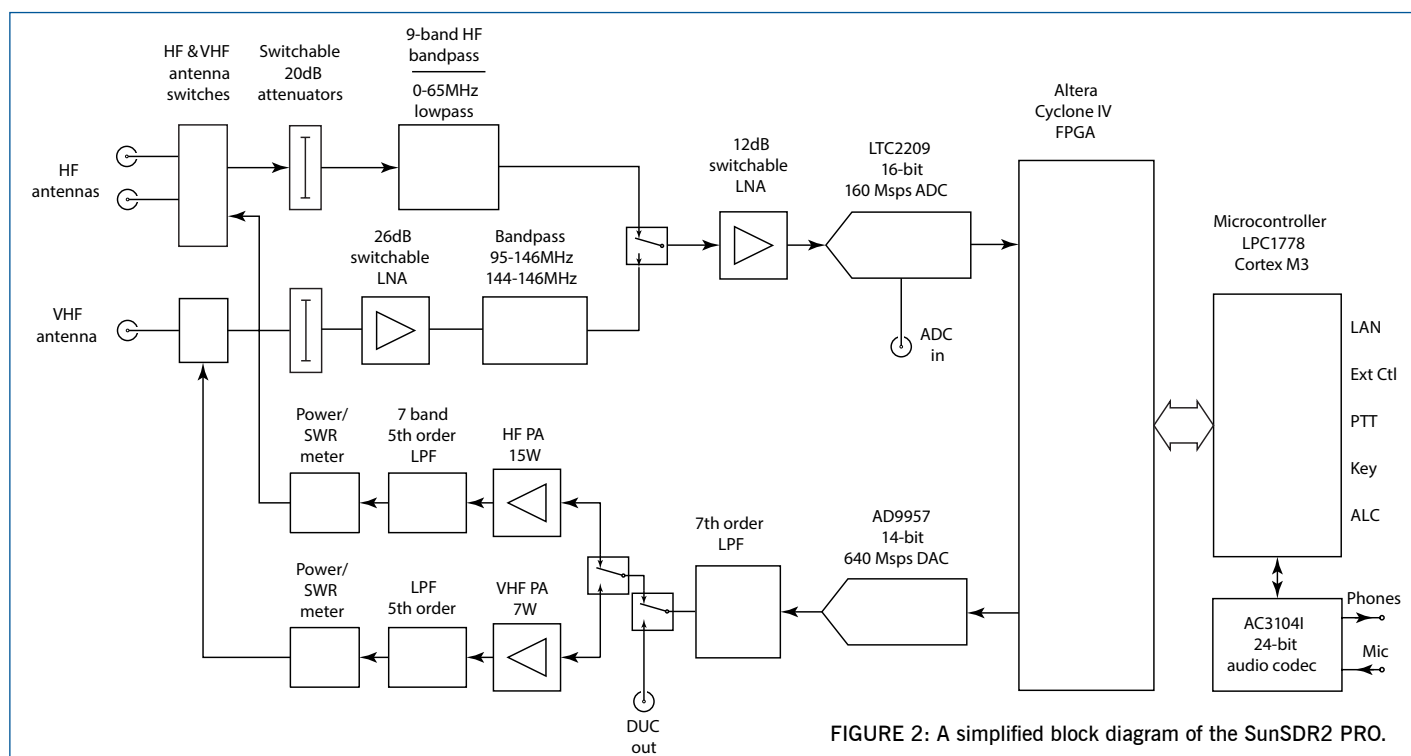 HF & VHF
antenna
switches
Switchable
20dB
attenuators
9-band HF
bandpass
0-65MHz
lowpass
HF
antennas
12dB
switchable
LNA
LTC2209
16-bit
160 Msps ADC
Altera
Cyclone IV
FPGA
Microcontroller
LPC1778
Cortex M3
VHF
antenna
26dB
switchable
LNA
Bandpass
95-146MHz
144-146MHz
ADC
in
LAN
Ext Ctl
PTT
Key
ALC
Power/
SWR
meter
7 band
5th order
LPF
HF PA
15W
7th order
LPF
AD9957
14-bit
640 Msps DAC
Power/
SWR
meter
LPF
5th order
VHF PA
7W
DUC
out
AC3104I
24-bit
audio codec
Phones
Mic
FIGURE 2: A simplified block diagram of the SunSDR2 PRO.